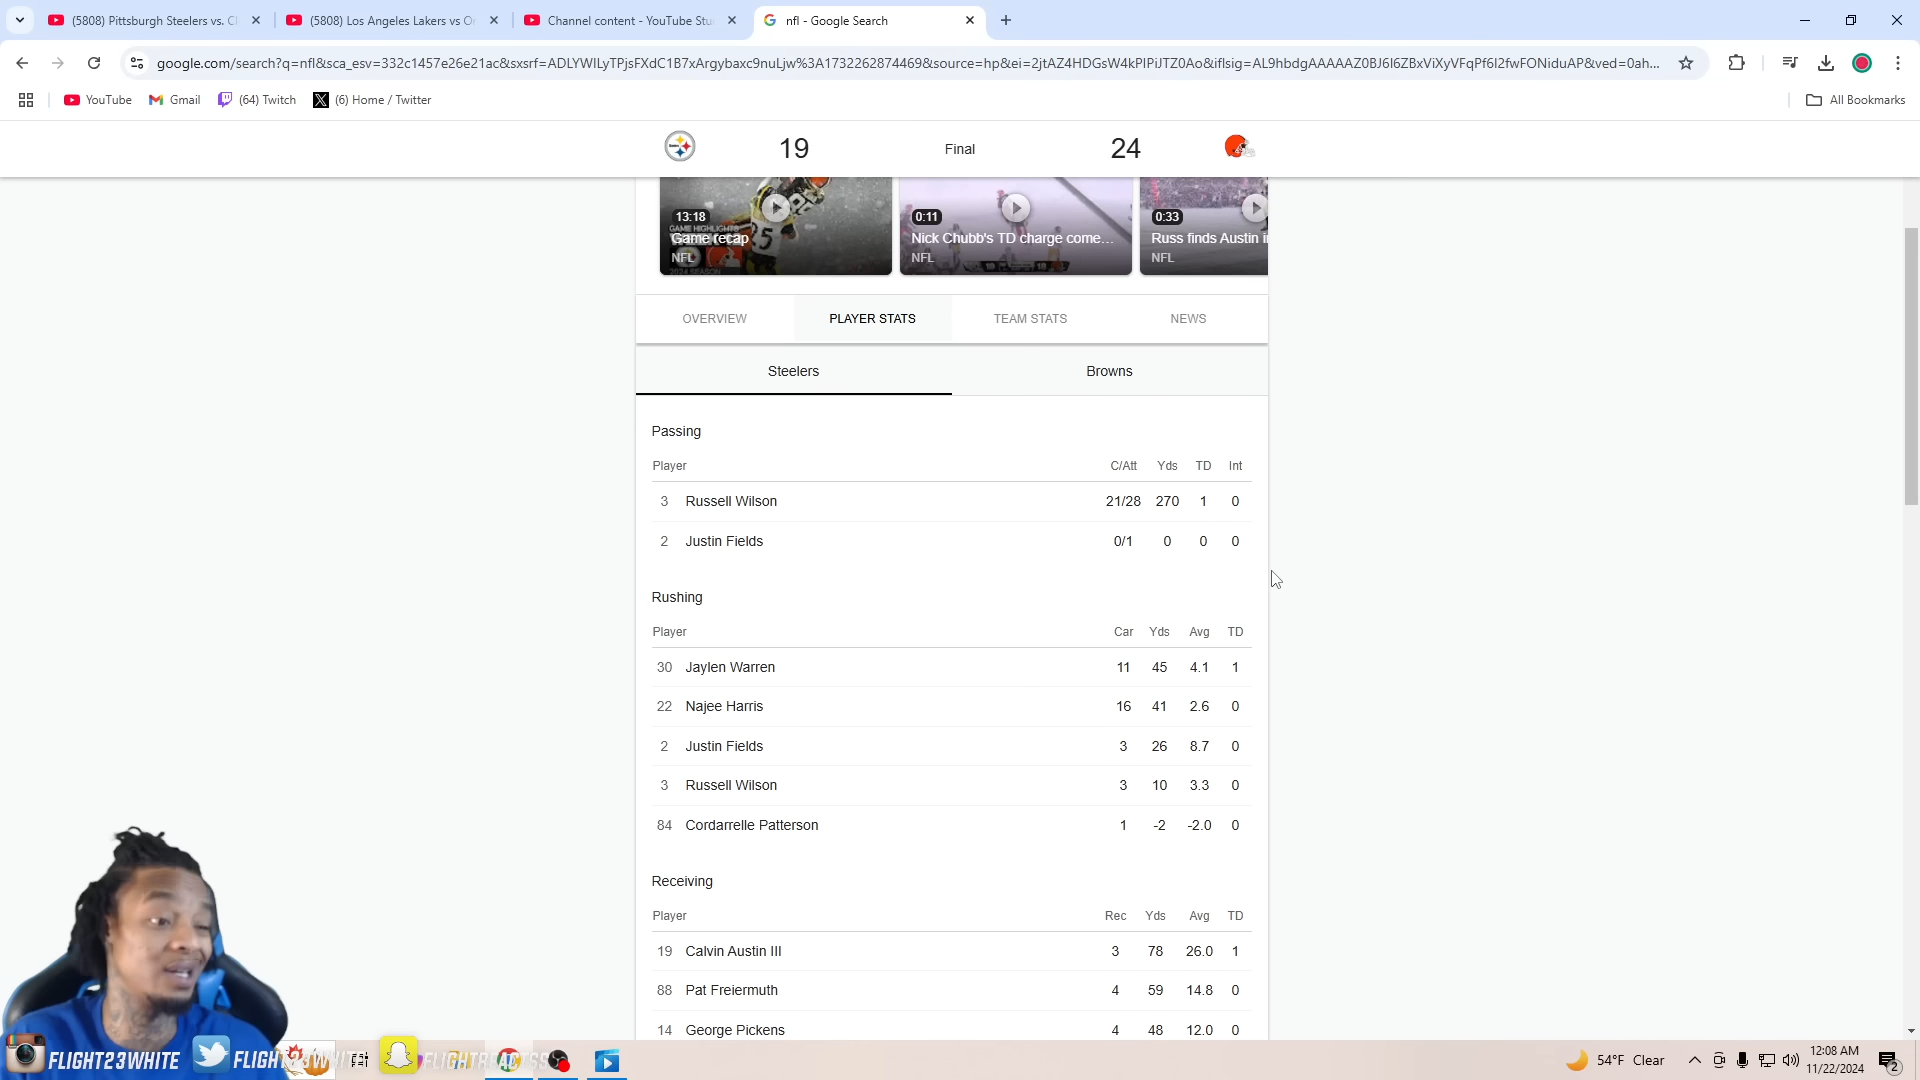 (5808) Pittsburgh Steelers vs. Cl
(5808) Los Angeles Lakers vs O
Channel content - YouTube Stu
nfl - Google Search
google.com/search?q=nfl&sca_esv=332c1457e26e21ac&sxsrf=ADLYWILyTPjsFXdC1B7xArgybaxc9nuLjw%3A1732262874469&source=hp&ei=2jtAZ4HDGsW4kPIPiJTZ0Ao&iflsig=AL9hbdgAAAAAZ0BJ6I6ZBxViXyVFqPf6I2fwFONiduAP&ved=0ah...
YouTube
Gmail
(64) Twitch
(6) Home / Twitter
All Bookmarks
19 Final 24
13:18
Game recap
NFL
0:11
Nick Chubb's TD charge come...
NFL
0:33
Russ finds Austin i
NFL
OVERVIEW PLAYER STATS TEAM STATS NEWS
Steelers Browns
Passing
Player C/Att Yds TD Int
3 Russell Wilson 21/28 270 1 0
2 Justin Fields 0/1 0 0 0
Rushing
Player Car Yds Avg TD
30 Jaylen Warren 11 45 4.1 1
22 Najee Harris 16 41 2.6 0
2 Justin Fields 3 26 8.7 0
3 Russell Wilson 3 10 3.3 0
84 Cordarrelle Patterson 1 -2 -2.0 0
Receiving
Player Rec Yds Avg TD
19 Calvin Austin III 3 78 26.0 1
88 Pat Freiermuth 4 59 14.8 0
14 George Pickens 4 48 12.0 0
FLIGHT23WHITE
FLIGHT23WHITE
FLIGHTREACTSS
54°F Clear
12:08 AM
11/22/2024
2